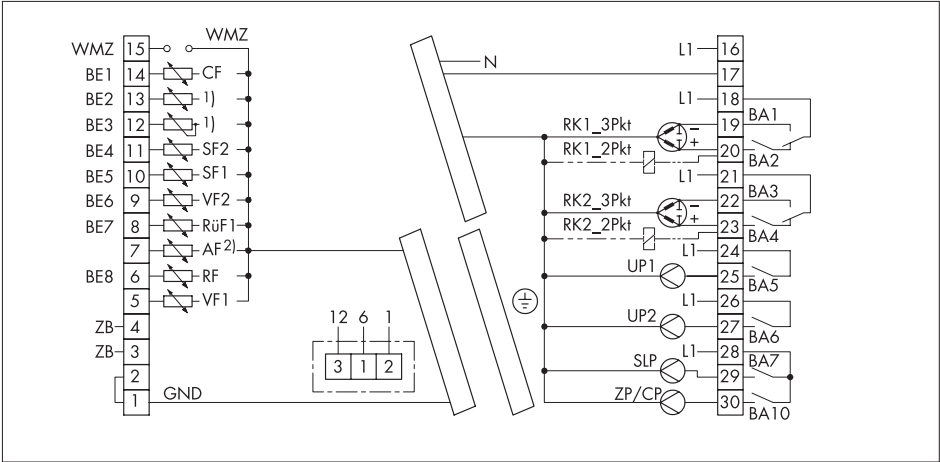 WMZ
WMZ 15
BE1 14 CF
BE2 13 1)
BE3 12 1)
BE4 11 SF2
BE5 10 SF1
BE6 9 VF2
BE7 8 RüF1
7 AF2)
BE8 6 RF
5 VF1
ZB 4
ZB 3
2
1 GND
12 6 1
3 1 2
N
L1 16
17
L1 18
BA1
RK1_3Pkt - 19
+
RK1_2Pkt 20
BA2
L1 21
BA3
RK2_3Pkt - 22
+
RK2_2Pkt 23
BA4
L1 24
UP1 25
BA5
L1 26
UP2 27
BA6
L1 28
BA7
SLP 29
ZP/CP 30
BA10